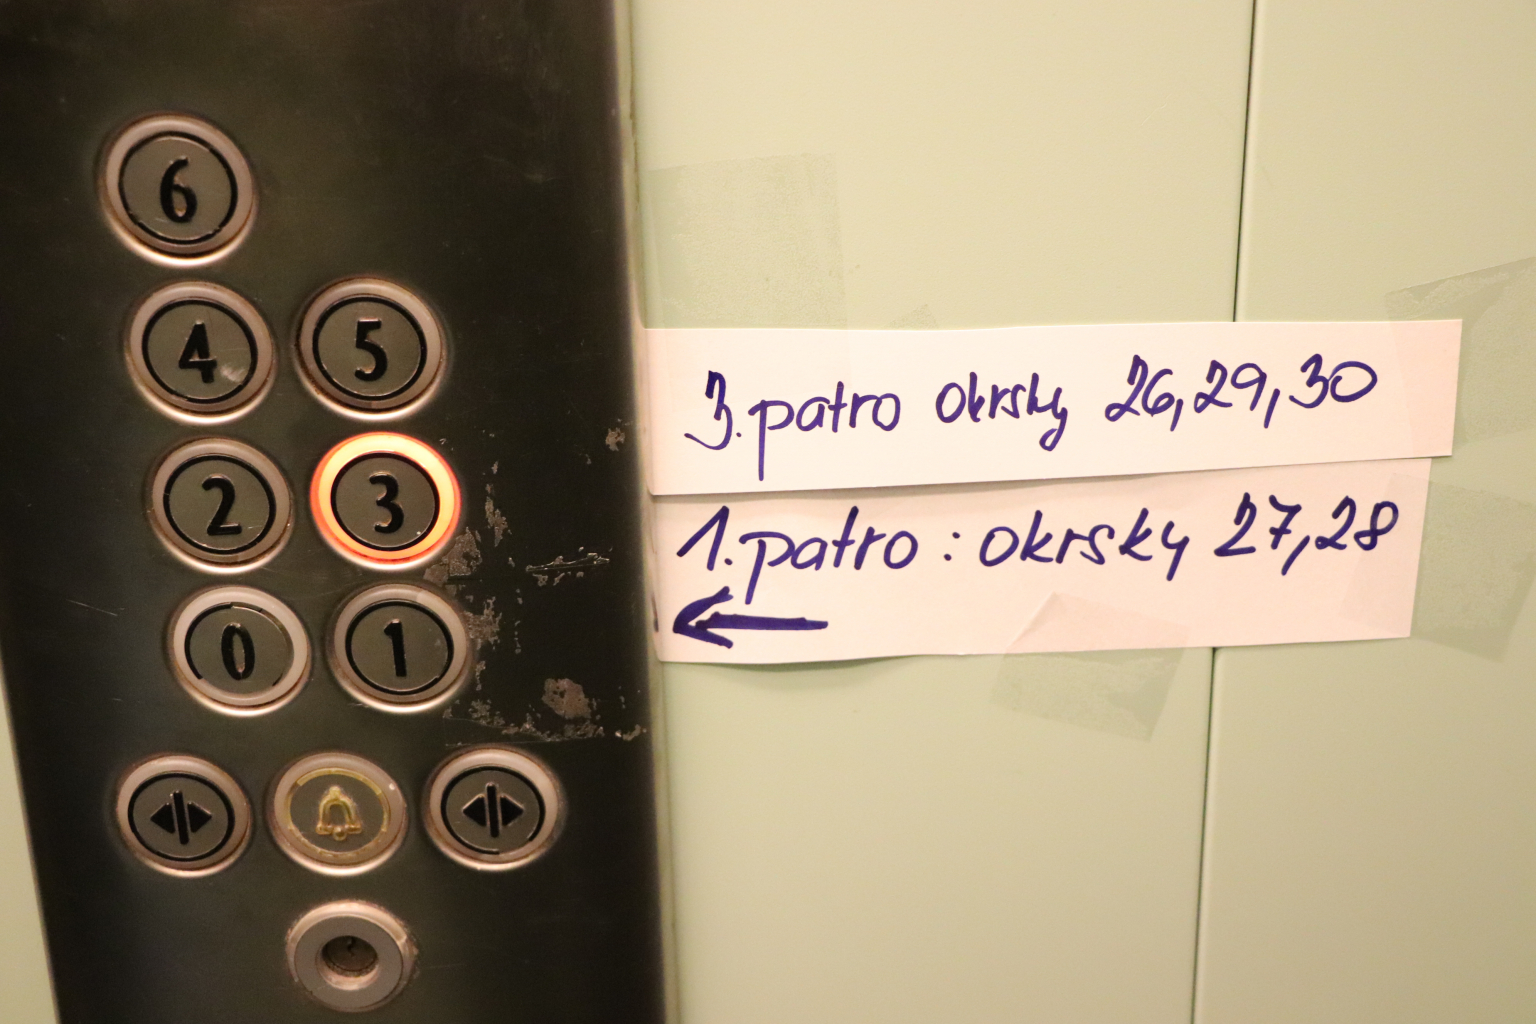 6
4 5
2 3
0 1
3. patro okrsky 26, 29, 30
1. patro : okrsky 27, 28